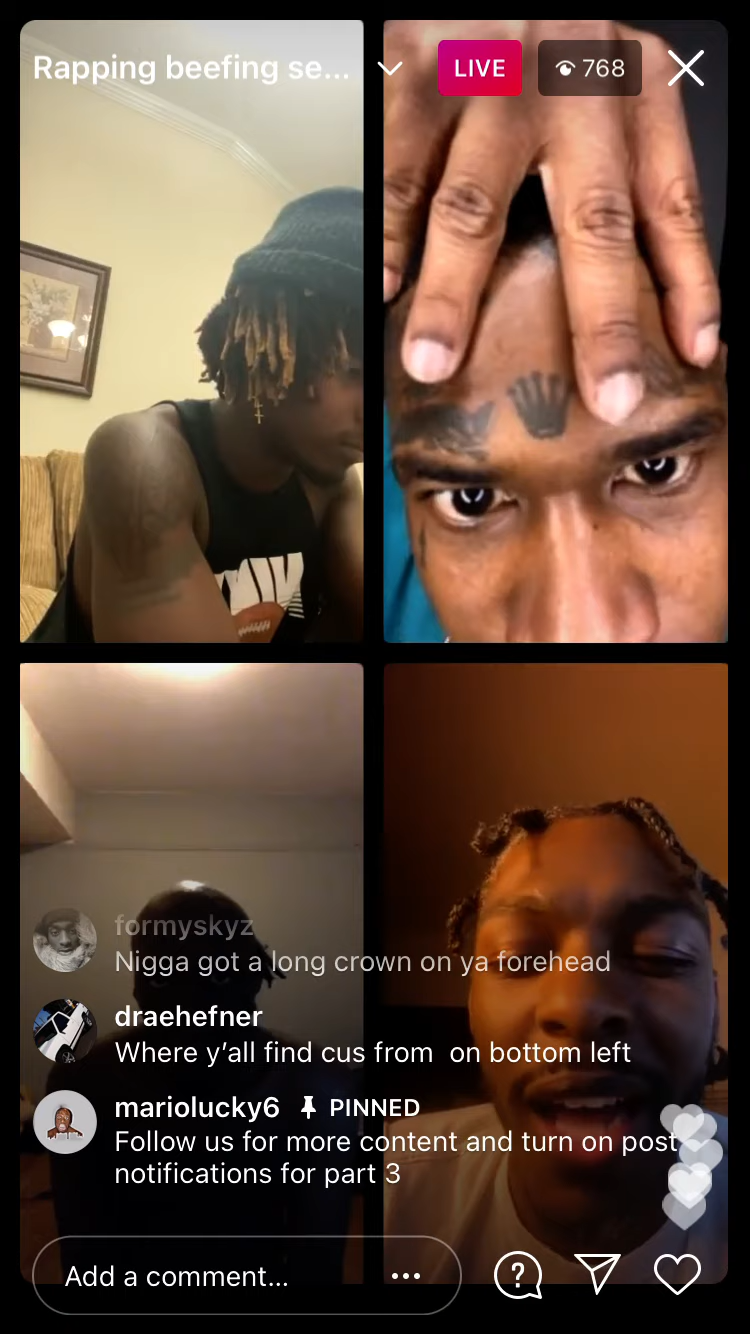 Rapping beefing se...
LIVE
768
formyskyz
Nigga got a long crown on ya forehead
draehefner
Where y’all find cus from  on bottom left
mariolucky6 PINNED
Follow us for more content and turn on post
notifications for part 3
Add a comment...